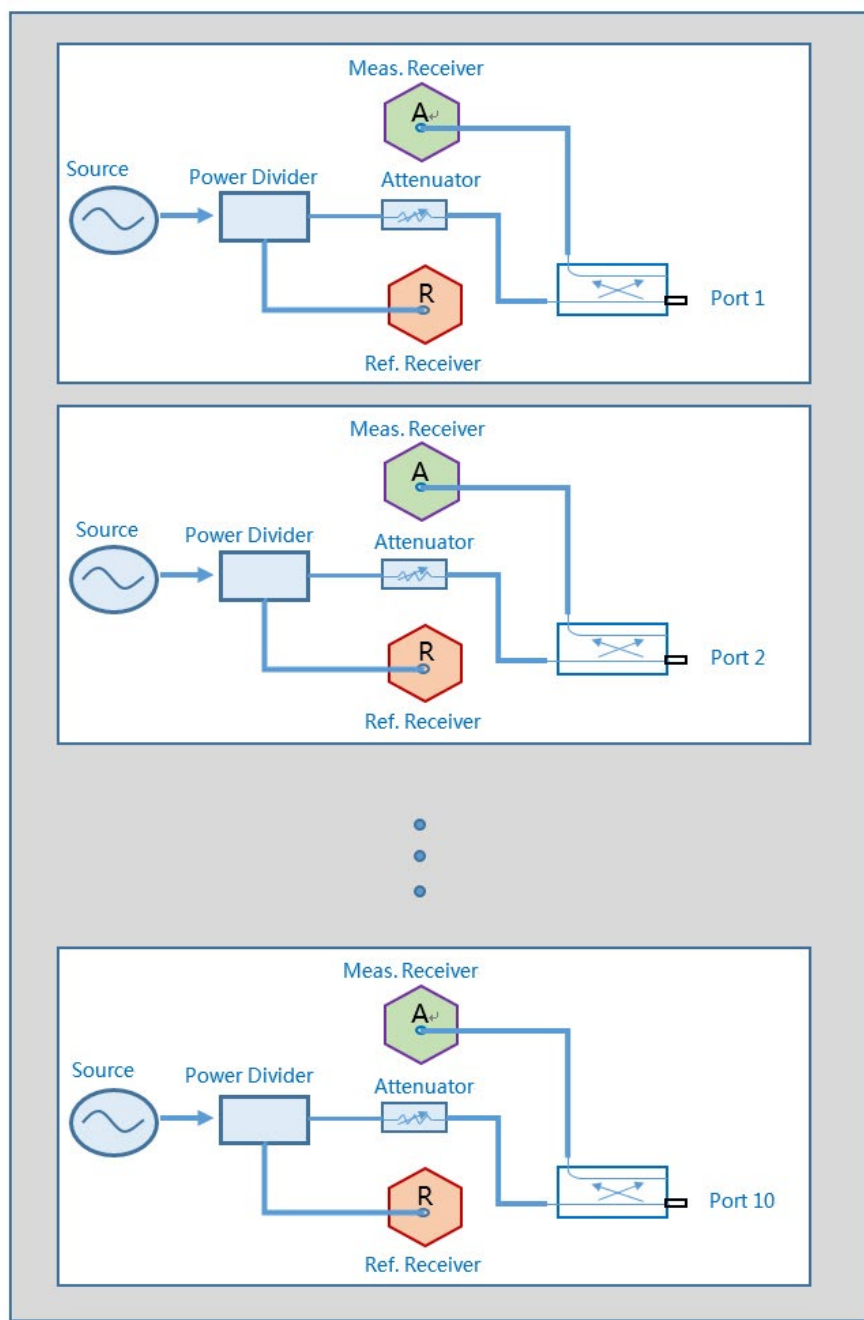 Meas. Receiver
A
Source
Power Divider
Attenuator
R
Port 1
Ref. Receiver
Meas. Receiver
A
Source
Power Divider
Attenuator
R
Port 2
Ref. Receiver
Meas. Receiver
A
Source
Power Divider
Attenuator
R
Port 10
Ref. Receiver